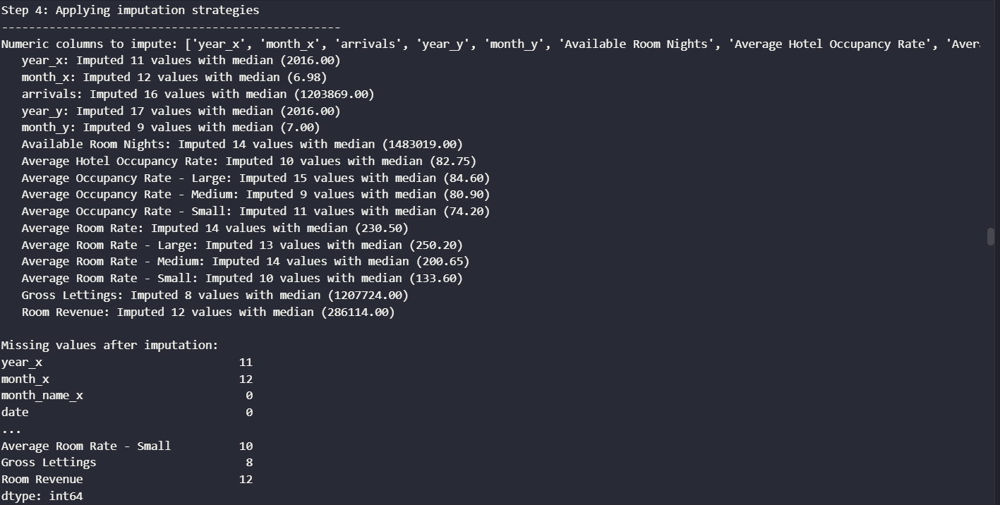 Step 4: Applying imputation strategies
--------------------------------------------------
Numeric columns to impute: ['year_x', 'month_x', 'arrivals', 'year_y', 'month_y', 'Available Room Nights', 'Average Hotel Occupancy Rate', 'Aver
year_x: Imputed 11 values with median (2016.00)
month_x: Imputed 12 values with median (6.98)
arrivals: Imputed 16 values with median (1203869.00)
year_y: Imputed 17 values with median (2016.00)
month_y: Imputed 9 values with median (7.00)
Available Room Nights: Imputed 14 values with median (1483019.00)
Average Hotel Occupancy Rate: Imputed 10 values with median (82.75)
Average Occupancy Rate - Large: Imputed 15 values with median (84.60)
Average Occupancy Rate - Medium: Imputed 9 values with median (80.90)
Average Occupancy Rate - Small: Imputed 11 values with median (74.20)
Average Room Rate: Imputed 14 values with median (230.50)
Average Room Rate - Large: Imputed 13 values with median (250.20)
Average Room Rate - Medium: Imputed 14 values with median (200.65)
Average Room Rate - Small: Imputed 10 values with median (133.60)
Gross Lettings: Imputed 8 values with median (1207724.00)
Room Revenue: Imputed 12 values with median (286114.00)
Missing values after imputation:
year_x 11
month_x 12
month_name_x 0
date 0
...
Average Room Rate - Small 10
Gross Lettings 8
Room Revenue 12
dtype: int64